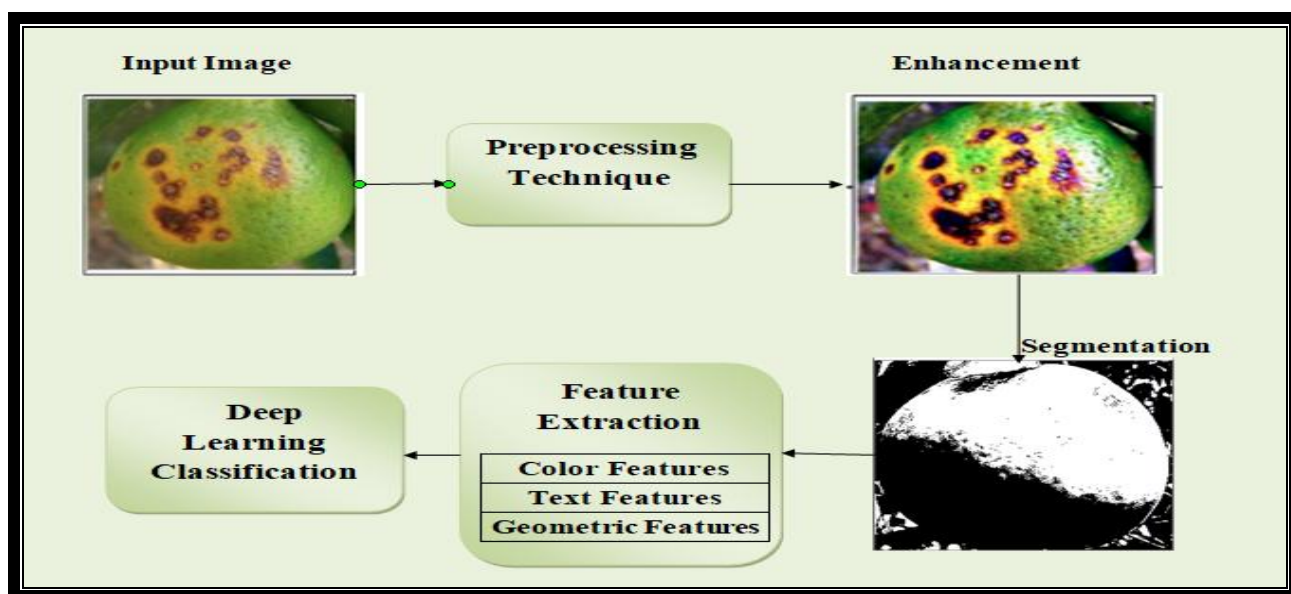 Input Image
Preprocessing
Technique
Enhancement
Segmentation
Feature
Extraction
Color Features
Text Features
Geometric Features
Deep
Learning
Classification